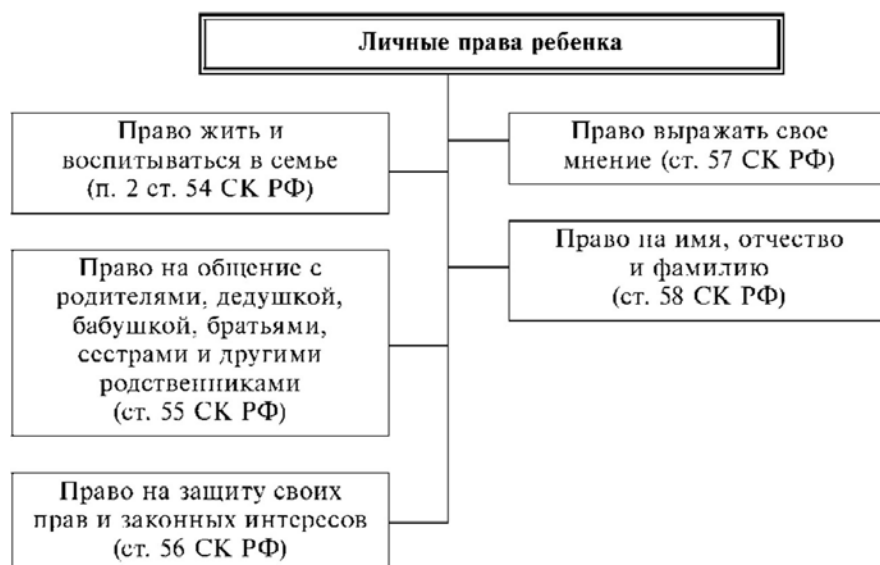 Личные права ребенка
Право жить и
воспитываться в семье
(п. 2 ст. 54 СК РФ)
Право на общение с
родителями, дедушкой,
бабушкой, братьями,
сестрами и другими
родственниками
(ст. 55 СК РФ)
Право на защиту своих
прав и законных интересов
(ст. 56 СК РФ)
Право выражать свое
мнение (ст. 57 СК РФ)
Право на имя, отчество
и фамилию
(ст. 58 СК РФ)